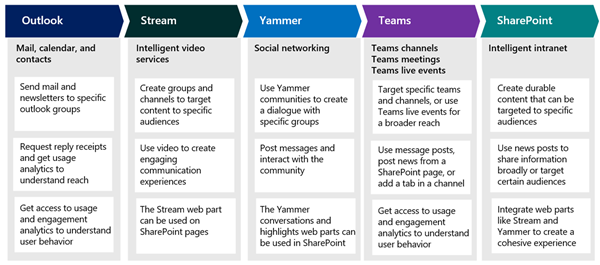 Outlook
Stream
Yammer
Teams
SharePoint
Mail, calendar, and
contacts
Intelligent video
services
Social networking
Teams channels
Teams meetings
Teams live events
Intelligent intranet
Send mail and
newsletters to specific
outlook groups
Create groups and
channels to target
content to specific
audiences
Use Yammer
communities to create
a dialogue with
specific groups
Target specific teams
and channels, or use
Teams live events for
a broader reach
Create durable
content that can be
targeted to specific
audiences
Request reply receipts
and get usage
analytics to
understand reach
Use video to create
engaging
communication
experiences
Post messages and
interact with the
community
Use message posts,
post news from a
SharePoint page, or
add a tab in a channel
Use news posts to
share information
broadly or target
certain audiences
Get access to usage
and engagement
analytics to understand
user behavior
The Stream web part
can be used on
SharePoint pages
The Yammer
conversations and
highlights web parts can
be used in SharePoint
Get access to usage
and engagement
analytics to understand
user behavior
Integrate web parts
like Stream and
Yammer to create a
cohesive experience